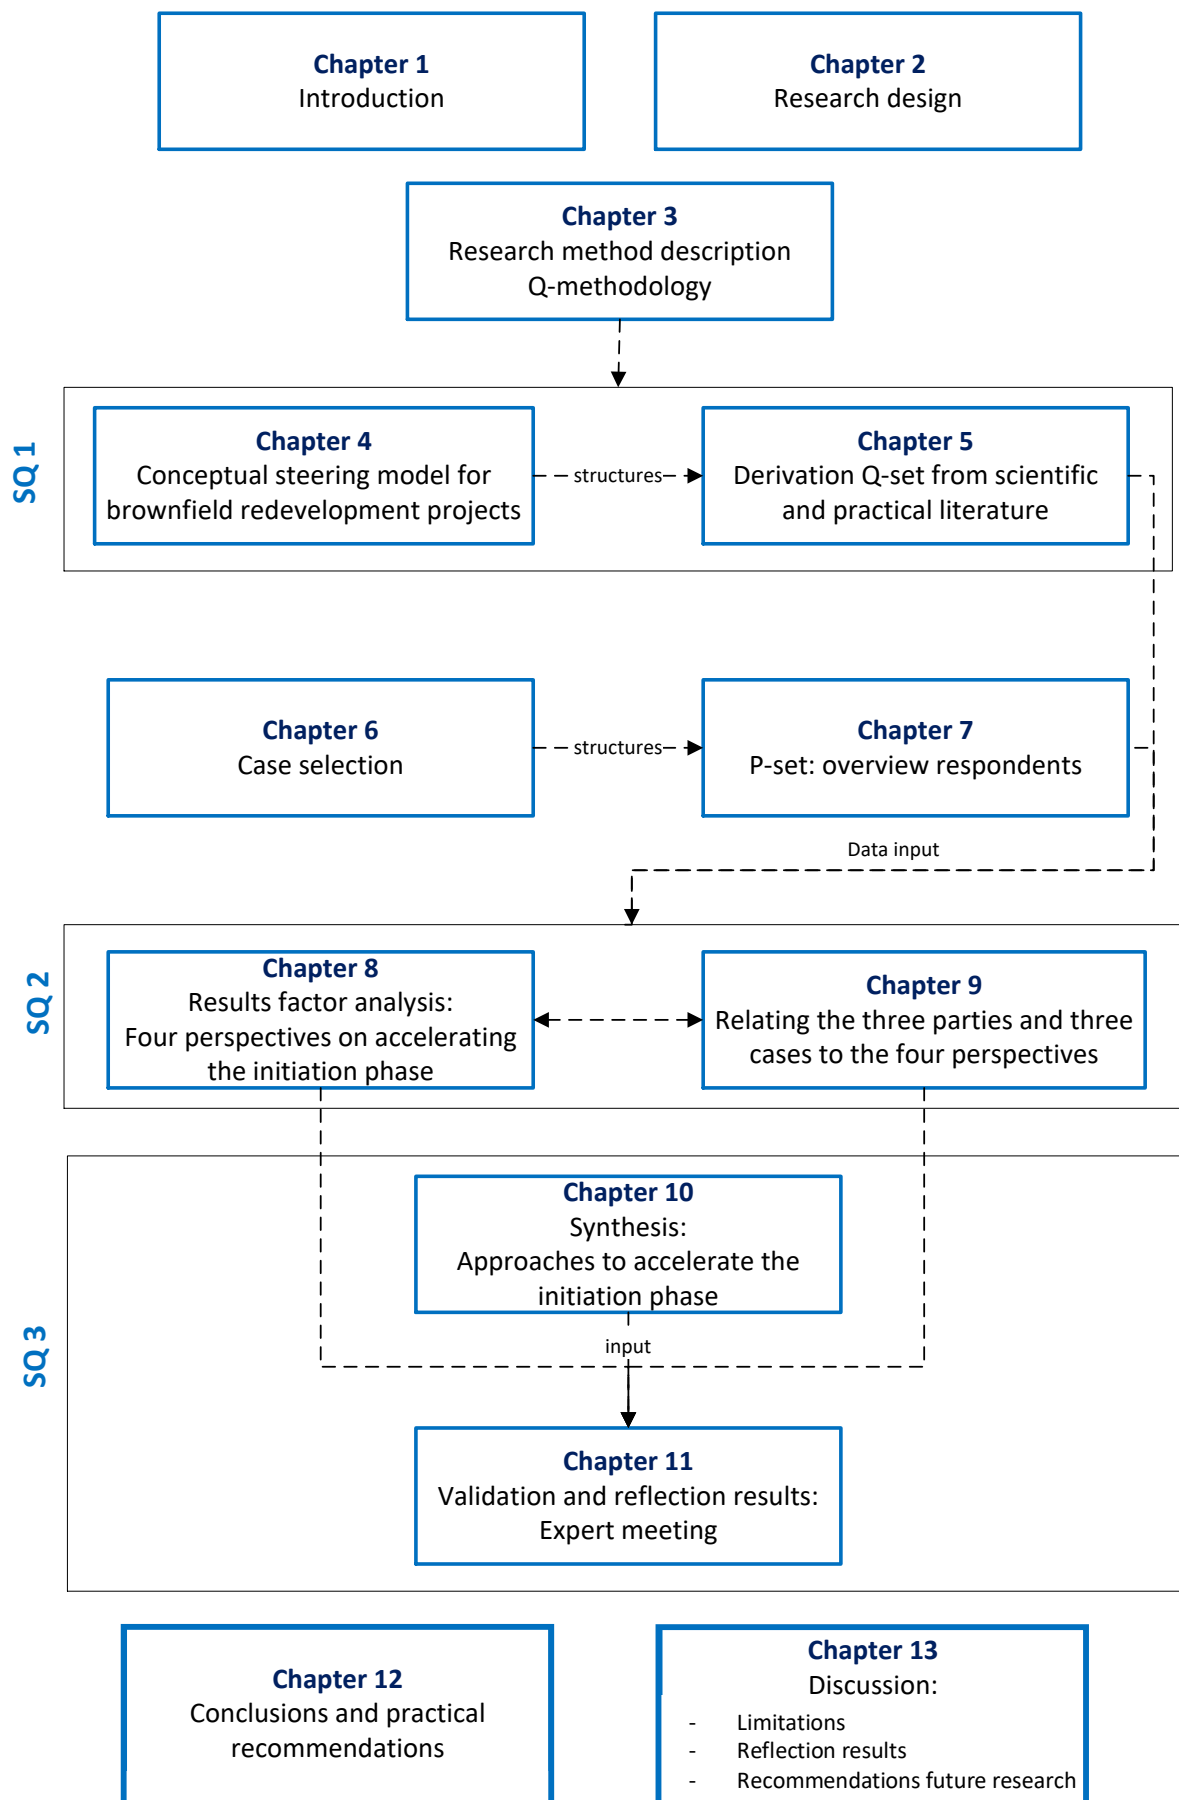 Chapter 1
Introduction
Chapter 2
Research design
Chapter 3
Research method description
Q-methodology
SQ 1
Chapter 4
Conceptual steering model for
brownfield redevelopment projects
structures
Chapter 5
Derivation Q-set from scientific
and practical literature
Chapter 6
Case selection
structures
Chapter 7
P-set: overview respondents
Data input
SQ 2
Chapter 8
Results factor analysis:
Four perspectives on accelerating
the initiation phase
Chapter 9
Relating the three parties and three
cases to the four perspectives
SQ 3
Chapter 10
Synthesis:
Approaches to accelerate the
initiation phase
input
Chapter 11
Validation and reflection results:
Expert meeting
Chapter 12
Conclusions and practical
recommendations
Chapter 13
Discussion:
- Limitations
- Reflection results
- Recommendations future research